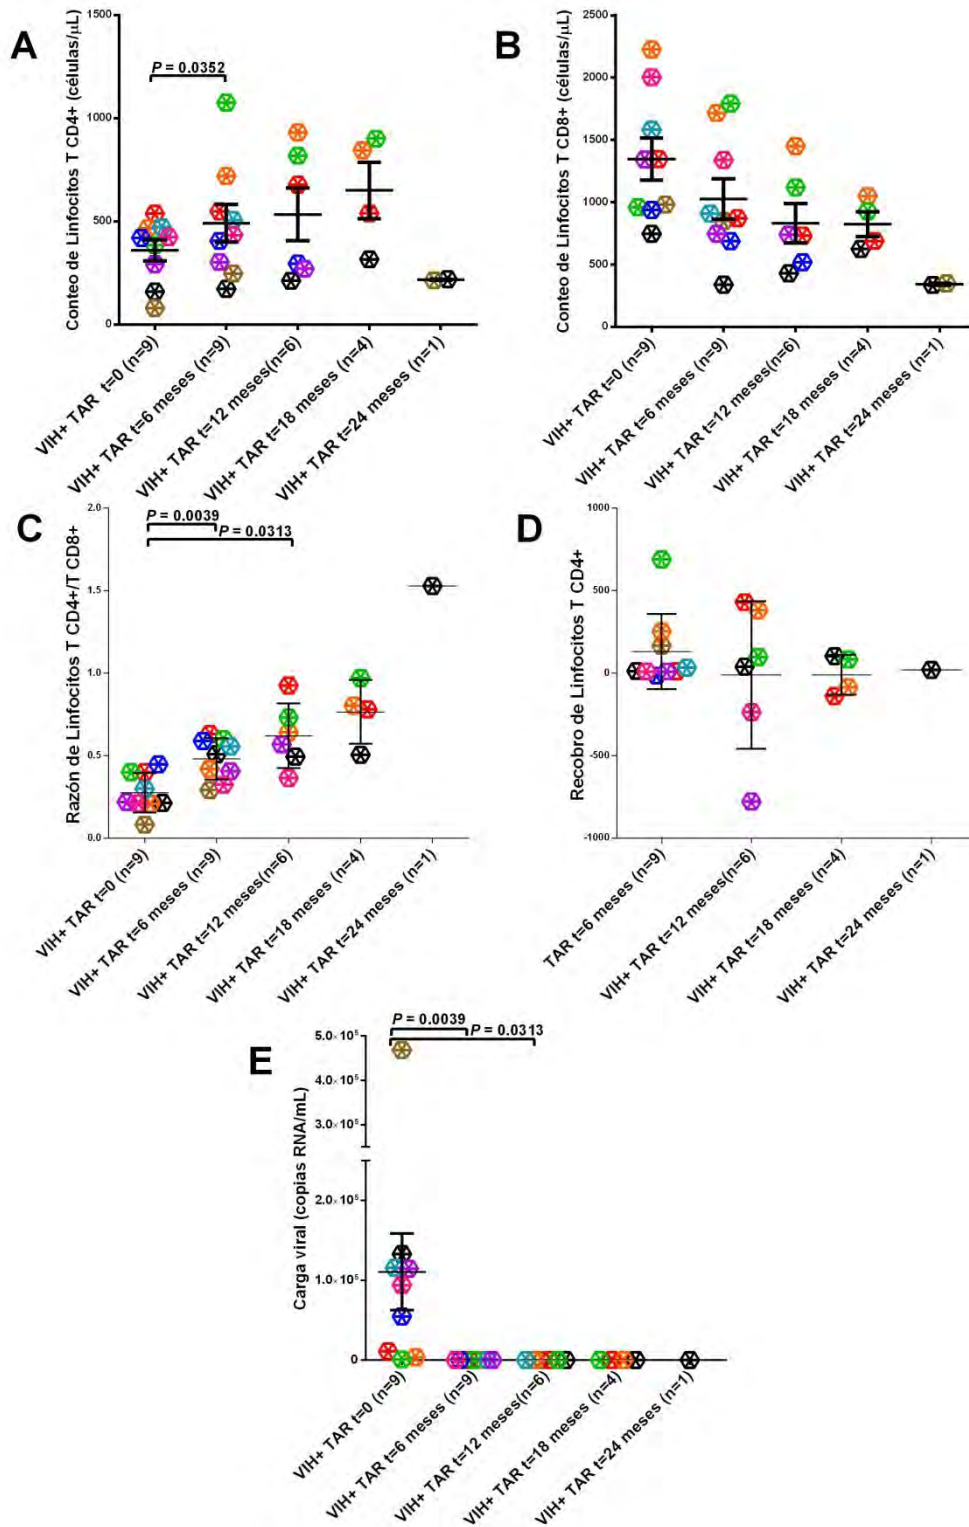 A
Conteo de Linfocitos T CD4+ (células/µL)
1500
1000
500
0
P = 0.0352
VIH+ TAR t=0 (n=9)
VIH+ TAR t=6 meses (n=9)
VIH+ TAR t=12 meses(n=6)
VIH+ TAR t=18 meses (n=4)
VIH+ TAR t=24 meses (n=1)
B
Conteo de Linfocitos T CD8+ (células/µL)
2500
2000
1500
1000
500
0
VIH+ TAR t=0 (n=9)
VIH+ TAR t=6 meses (n=9)
VIH+ TAR t=12 meses(n=6)
VIH+ TAR t=18 meses (n=4)
VIH+ TAR t=24 meses (n=1)
C
Razón de Linfocitos T CD4+/T CD8+
2.0
1.5
1.0
0.5
0.0
P = 0.0039
P = 0.0313
VIH+ TAR t=0 (n=9)
VIH+ TAR t=6 meses (n=9)
VIH+ TAR t=12 meses(n=6)
VIH+ TAR t=18 meses (n=4)
VIH+ TAR t=24 meses (n=1)
D
Recobro de Linfocitos T CD4+
1000
500
0
-500
-1000
TAR t=6 meses (n=9)
VIH+ TAR t=12 meses(n=6)
VIH+ TAR t=18 meses (n=4)
VIH+ TAR t=24 meses (n=1)
E
Carga viral (copias RNA/mL)
5.0×10⁵
4.0×10⁵
3.0×10⁵
2.0×10⁵
1.0×10⁵
0
P = 0.0039
P = 0.0313
VIH+ TAR t=0 (n=9)
VIH+ TAR t=6 meses (n=9)
VIH+ TAR t=12 meses(n=6)
VIH+ TAR t=18 meses (n=4)
VIH+ TAR t=24 meses (n=1)